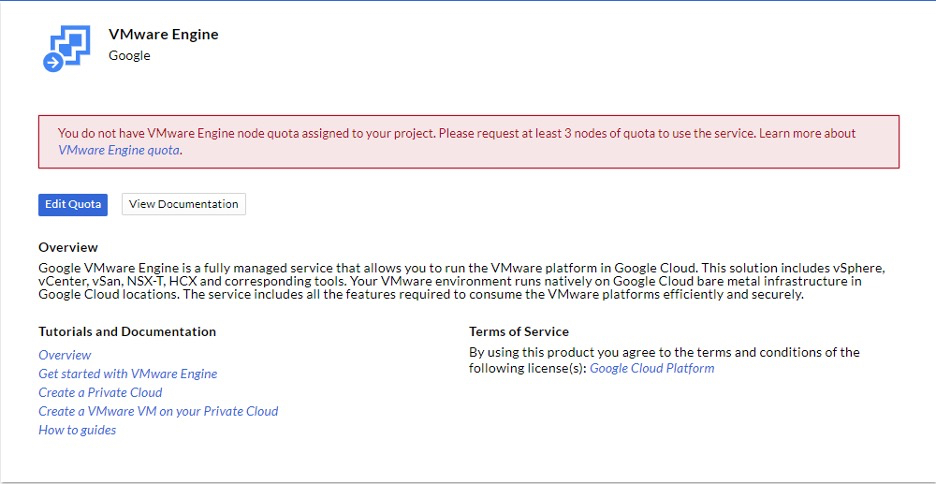 VMware Engine
Google
You do not have VMware Engine node quota assigned to your project. Please request at least 3 nodes of quota to use the service. Learn more about
VMware Engine quota.
Edit Quota
View Documentation
Overview
Google VMware Engine is a fully managed service that allows you to run the VMware platform in Google Cloud. This solution includes vSphere,
vCenter, vSan, NSX-T, HCX and corresponding tools. Your VMware environment runs natively on Google Cloud bare metal infrastructure in
Google Cloud locations. The service includes all the features required to consume the VMware platforms efficiently and securely.
Tutorials and Documentation
Overview
Get started with VMware Engine
Create a Private Cloud
Create a VMware VM on your Private Cloud
How to guides
Terms of Service
By using this product you agree to the terms and conditions of the
following license(s): Google Cloud Platform